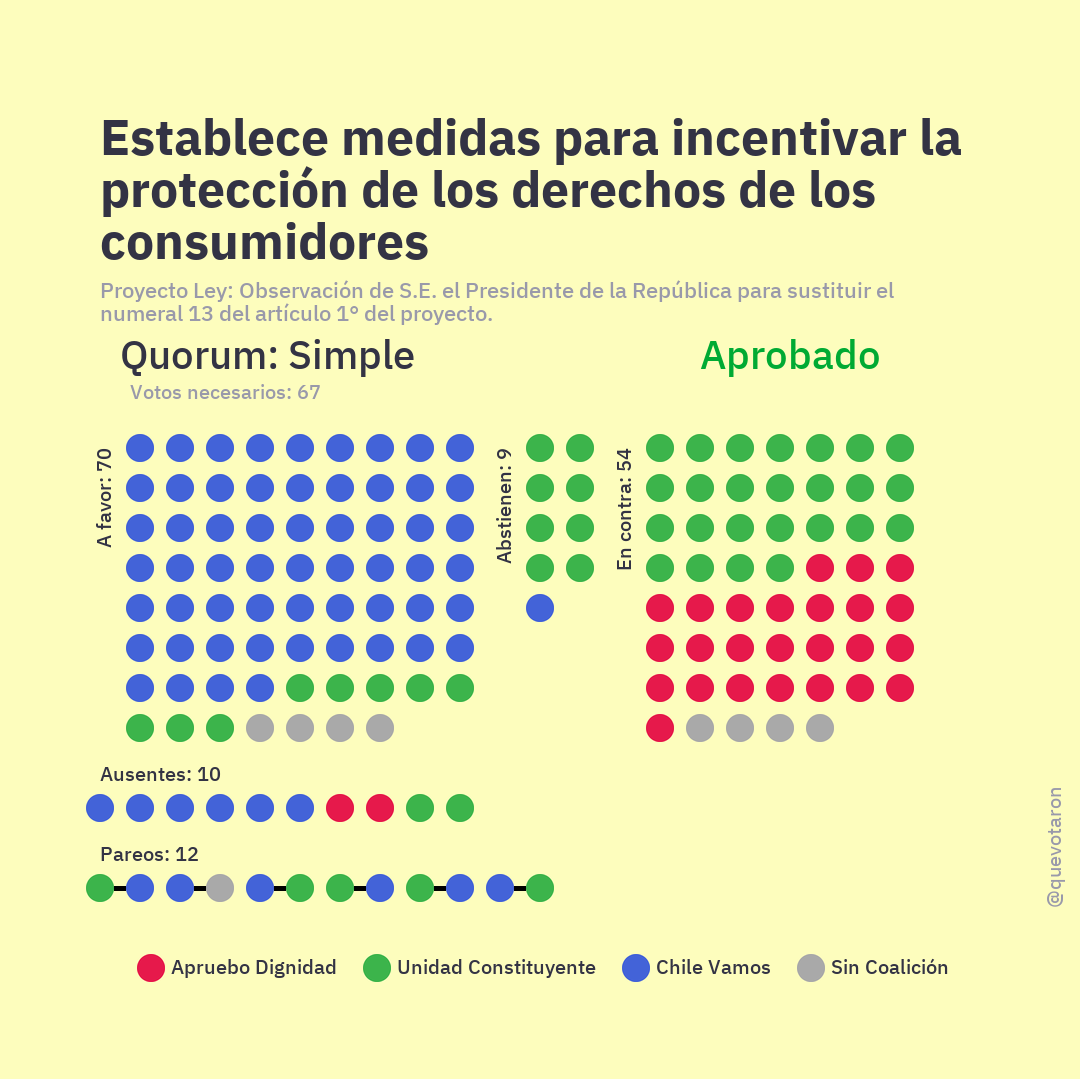 Establece medidas para incentivar la
protección de los derechos de los
consumidores
Proyecto Ley: Observación de S.E. el Presidente de la República para sustituir el
numeral 13 del artículo 1° del proyecto.
Quorum: Simple
Aprobado
Votos necesarios: 67
A favor: 70
Abstienen: 9
En contra: 54
Ausentes: 10
Pareos: 12
@quevotaron
Apruebo Dignidad
Unidad Constituyente
Chile Vamos
Sin Coalición